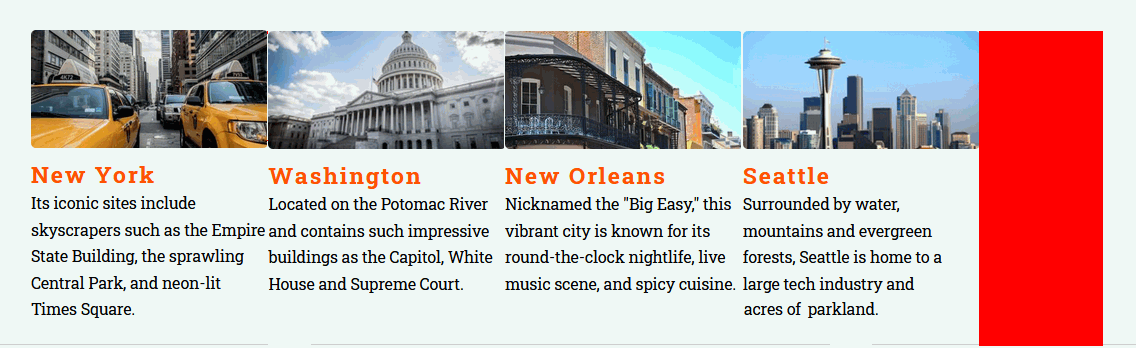 New York
Its iconic sites include
skyscrapers such as the Empire
State Building, the sprawling
Central Park, and neon-lit
Times Square.
Washington
Located on the Potomac River
and contains such impressive
buildings as the Capitol, White
House and Supreme Court.
New Orleans
Nicknamed the "Big Easy," this
vibrant city is known for its
round-the-clock nightlife, live
music scene, and spicy cuisine.
Seattle
Surrounded by water,
mountains and evergreen
forests, Seattle is home to a
large tech industry and
acres of parkland.